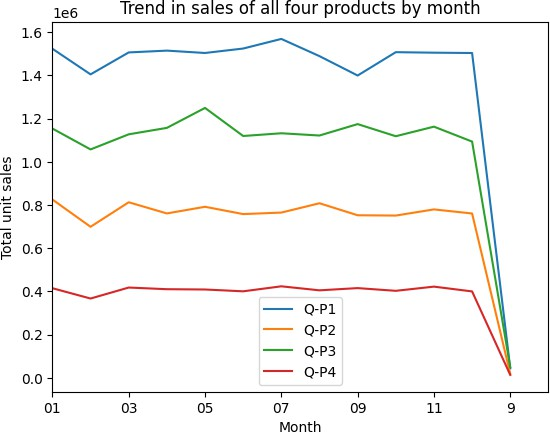 Trend in sales of all four products by month
1e6
1.6
1.4
1.2
1.0
0.8
0.6
0.4
0.2
0.0
Total unit sales
Q-P1
Q-P2
Q-P3
Q-P4
01 03 05 07 09 11 9
Month